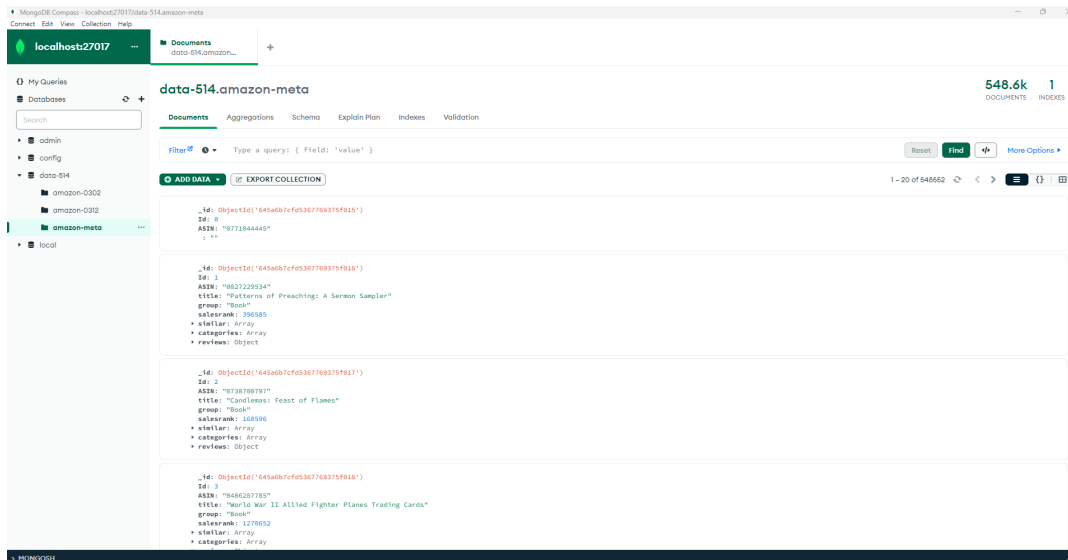 MongoDB Compass - localhost:27017/data-514.amazon-meta
Connect Edit View Collection Help
localhost:27017 ...
Documents
data-514.amazon...
+
{} My Queries
Databases
Search
admin
config
data-514
amazon-0302
amazon-0312
amazon-meta ...
local
data-514.amazon-meta
548.6k
DOCUMENTS
1
INDEXES
Documents Aggregations Schema Explain Plan Indexes Validation
Filter Type a query: { field: 'value' } Reset Find </> More Options
ADD DATA EXPORT COLLECTION 1 – 20 of 548552 {}
_id: ObjectId('645a6b7cfd5367769375f015')
Id: 0
ASIN: "0771044445"
: ""
_id: ObjectId('645a6b7cfd5367769375f016')
Id: 1
ASIN: "0827229534"
title: "Patterns of Preaching: A Sermon Sampler"
group: "Book"
salesrank: 396585
similar: Array
categories: Array
reviews: Object
_id: ObjectId('645a6b7cfd5367769375f017')
Id: 2
ASIN: "0738700797"
title: "Candlemas: Feast of Flames"
group: "Book"
salesrank: 168596
similar: Array
categories: Array
reviews: Object
_id: ObjectId('645a6b7cfd5367769375f018')
Id: 3
ASIN: "0486287785"
title: "World War II Allied Fighter Planes Trading Cards"
group: "Book"
salesrank: 1270652
similar: Array
categories: Array
> MONGOSH